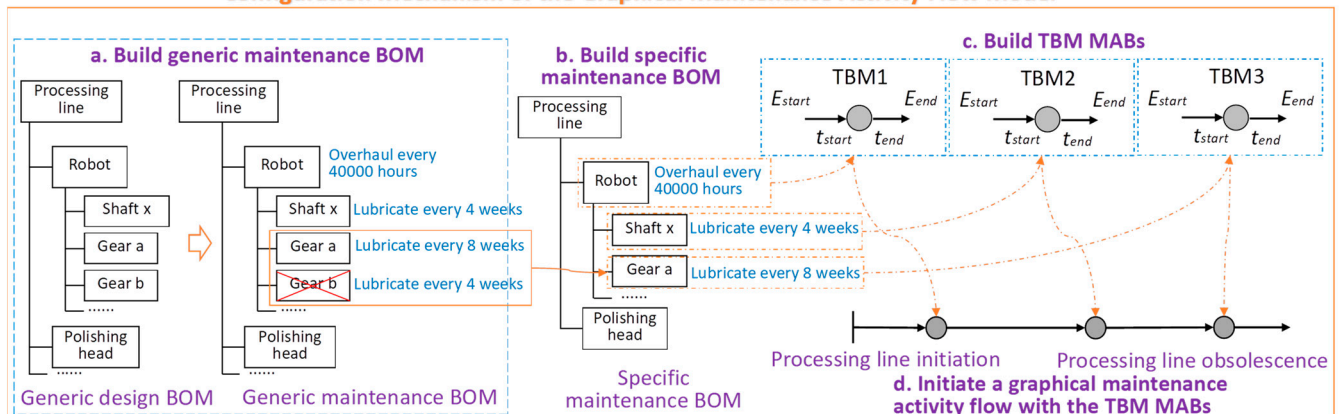 a. Build generic maintenance BOM
Processing
line
Robot
Shaft x
Gear a
Gear b
......
Polishing
head
......
Generic design BOM
Processing
line
Robot
Overhaul every
40000 hours
Shaft x
Lubricate every 4 weeks
Gear a
Lubricate every 8 weeks
Gear b
Lubricate every 4 weeks
......
Polishing
head
......
Generic maintenance BOM
b. Build specific
maintenance BOM
Processing
line
Robot
Overhaul every
40000 hours
Shaft x
Lubricate every 4 weeks
Gear a
Lubricate every 8 weeks
......
Polishing
head
Specific
maintenance BOM
c. Build TBM MABs
TBM1
Estart
Eend
tstart
tend
TBM2
Estart
Eend
tstart
tend
TBM3
Estart
Eend
tstart
tend
Processing line initiation
Processing line obsolescence
d. Initiate a graphical maintenance
activity flow with the TBM MABs